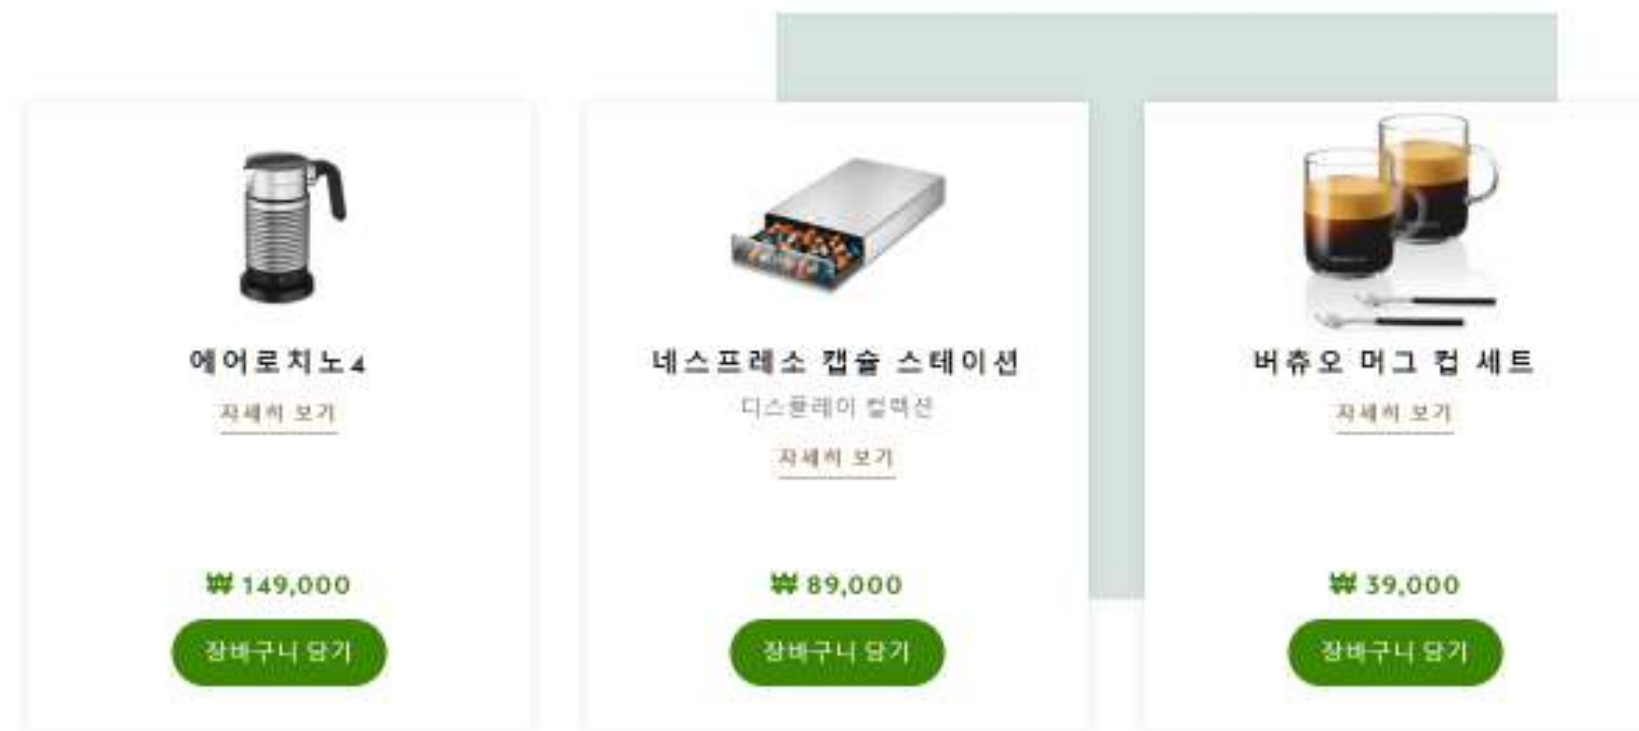 에어로치노4
자세히 보기
₩ 149,000
장바구니 담기
네스프레소 캡슐 스테이션
디스플레이 컬렉션
자세히 보기
₩ 89,000
장바구니 담기
버츄오 머그 컵 세트
자세히 보기
₩ 39,000
장바구니 담기